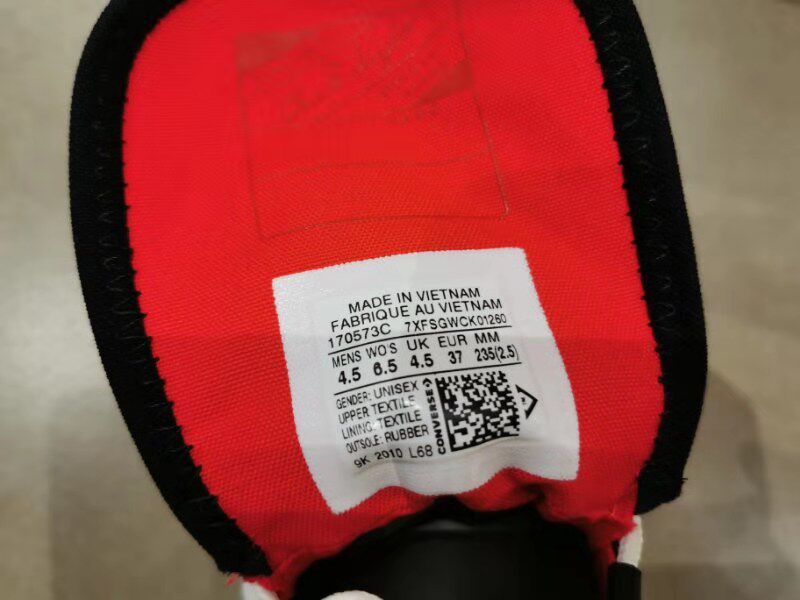 MADE IN VIETNAM
FABRIQUE AU VIETNAM
170573C 7XFSGWCK01260
MENS WO'S UK EUR MM
4.5 6.5 4.5 37 235(2.5)
GENDER: UNISEX
UPPER TEXTILE
LINING: TEXTILE
OUTSOLE: RUBBER
9K 2010 L68
CONVERSE